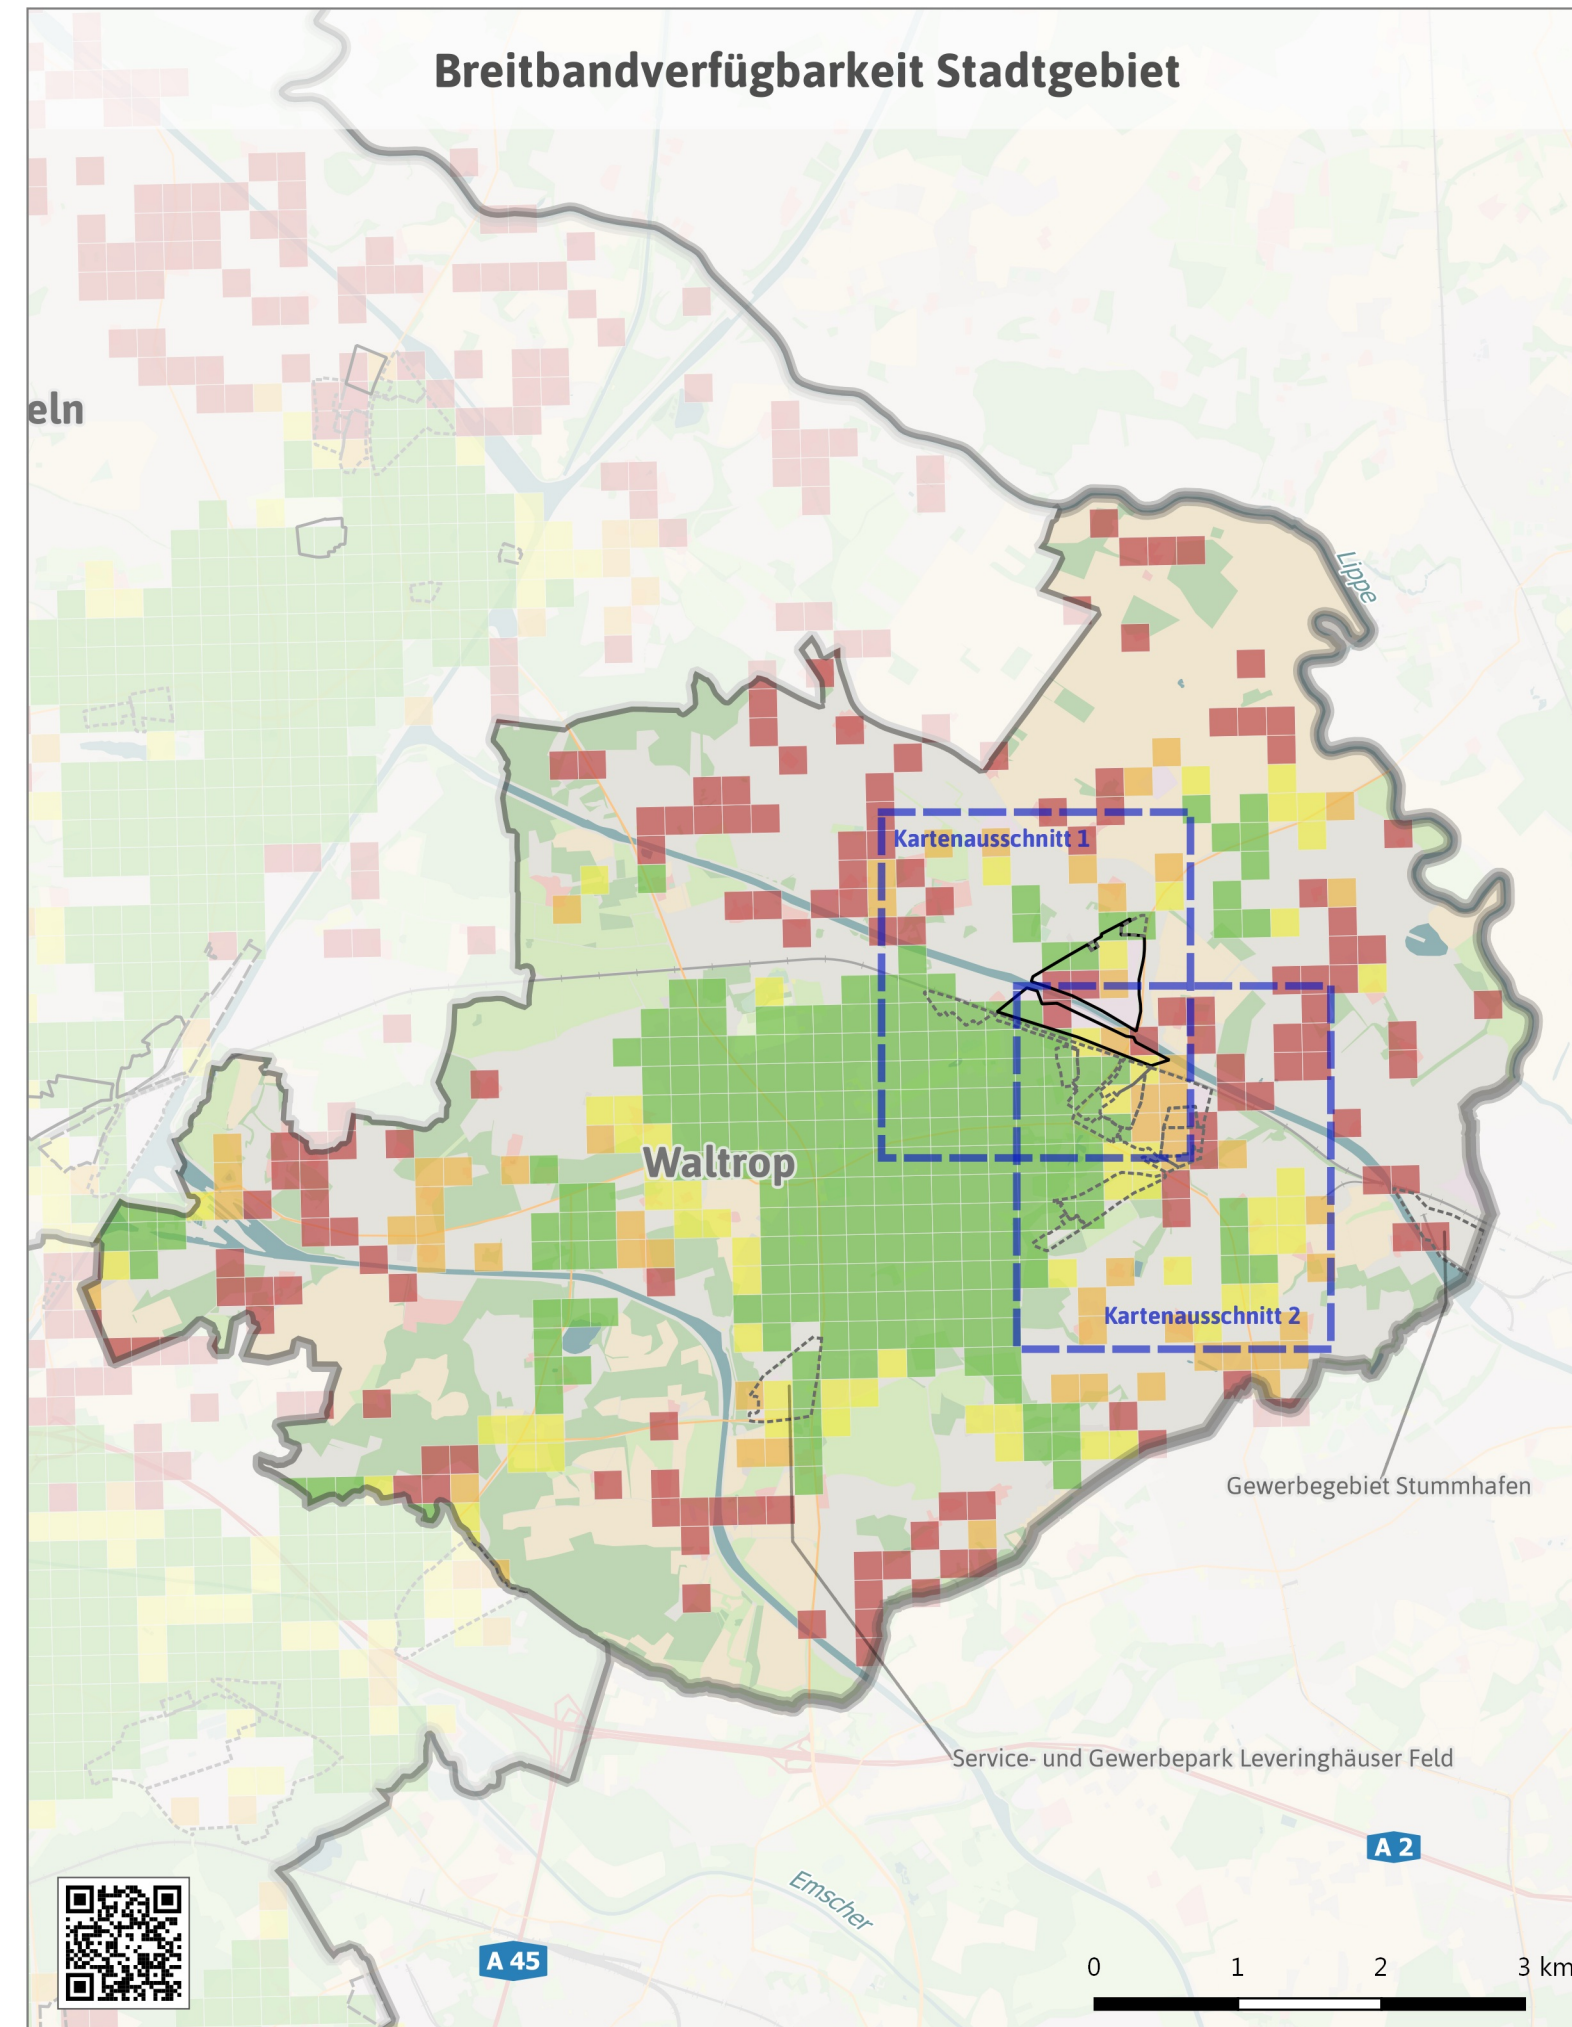 Breitbandverfügbarkeit Stadtgebiet
eln
Lippe
Kartenausschnitt 1
Waltrop
Kartenausschnitt 2
Gewerbegebiet Stummhafen
Service- und Gewerbepark Leveringhäuser Feld
A 2
Emscher
A 45
0 1 2 3 km